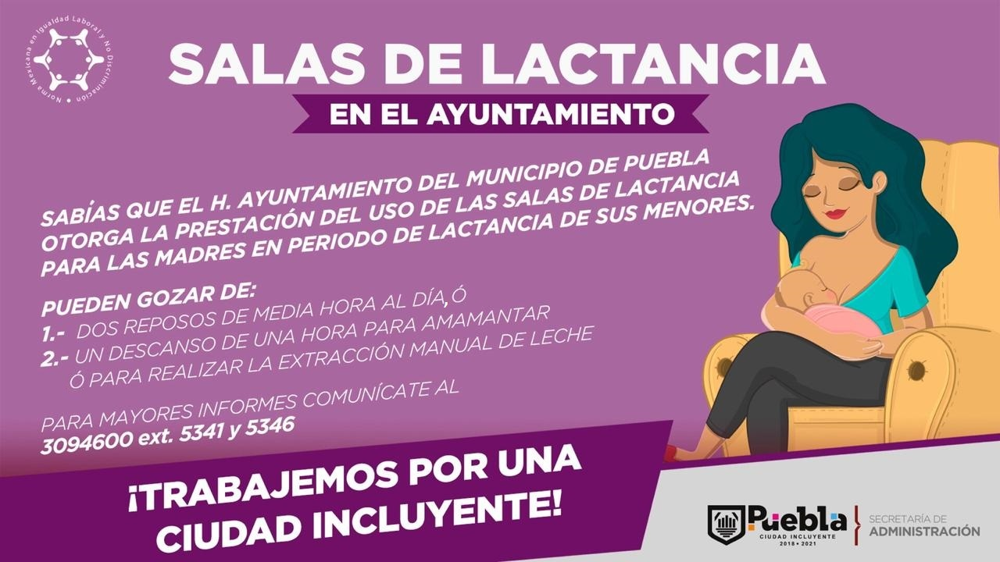 Norma Mexicana en Igualdad Laboral y No Discriminación
SALAS DE LACTANCIA
EN EL AYUNTAMIENTO
SABÍAS QUE EL H. AYUNTAMIENTO DEL MUNICIPIO DE PUEBLA
OTORGA LA PRESTACIÓN DEL USO DE LAS SALAS DE LACTANCIA
PARA LAS MADRES EN PERIODO DE LACTANCIA DE SUS MENORES.
PUEDEN GOZAR DE:
1.- DOS REPOSOS DE MEDIA HORA AL DÍA, Ó
2.- UN DESCANSO DE UNA HORA PARA AMAMANTAR
Ó PARA REALIZAR LA EXTRACCIÓN MANUAL DE LECHE
PARA MAYORES INFORMES COMUNÍCATE AL
3094600 ext. 5341 y 5346
¡TRABAJEMOS POR UNA
CIUDAD INCLUYENTE!
Puebla
CIUDAD INCLUYENTE
2018 • 2021
SECRETARÍA DE
ADMINISTRACIÓN